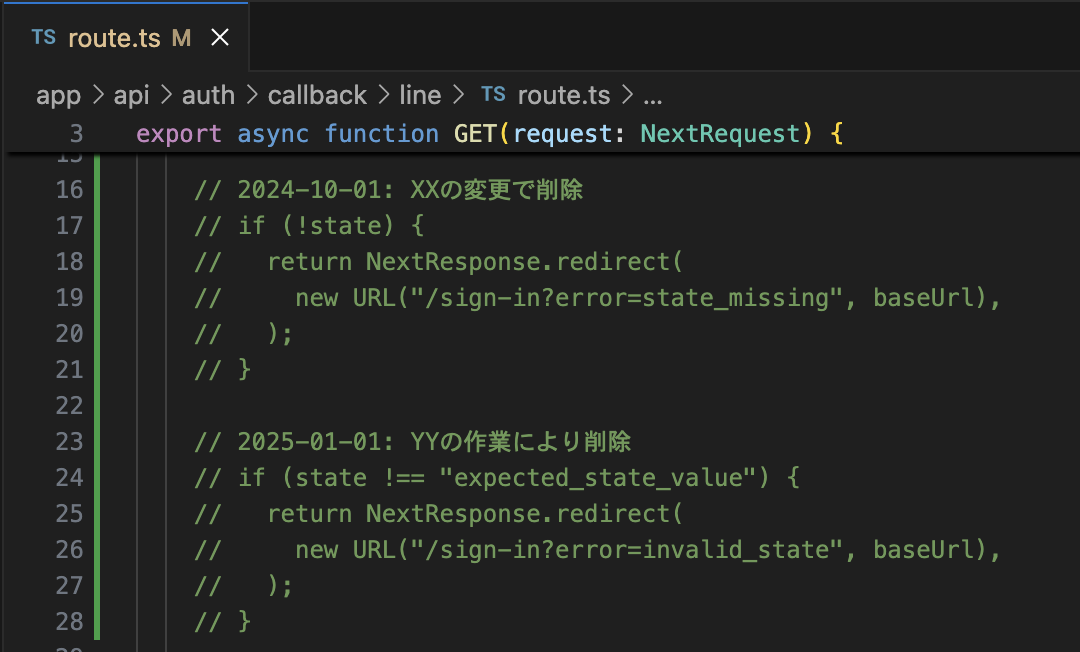 TS route.ts M ×
app > api > auth > callback > line > TS route.ts > ...
3 export async function GET(request: NextRequest) {
16 // 2024-10-01: XXの変更で削除
17 // if (!state) {
18 //   return NextResponse.redirect(
19 //     new URL("/sign-in?error=state_missing", baseUrl),
20 //   );
21 // }
22
23 // 2025-01-01: YYの作業により削除
24 // if (state !== "expected_state_value") {
25 //   return NextResponse.redirect(
26 //     new URL("/sign-in?error=invalid_state", baseUrl),
27 //   );
28 // }